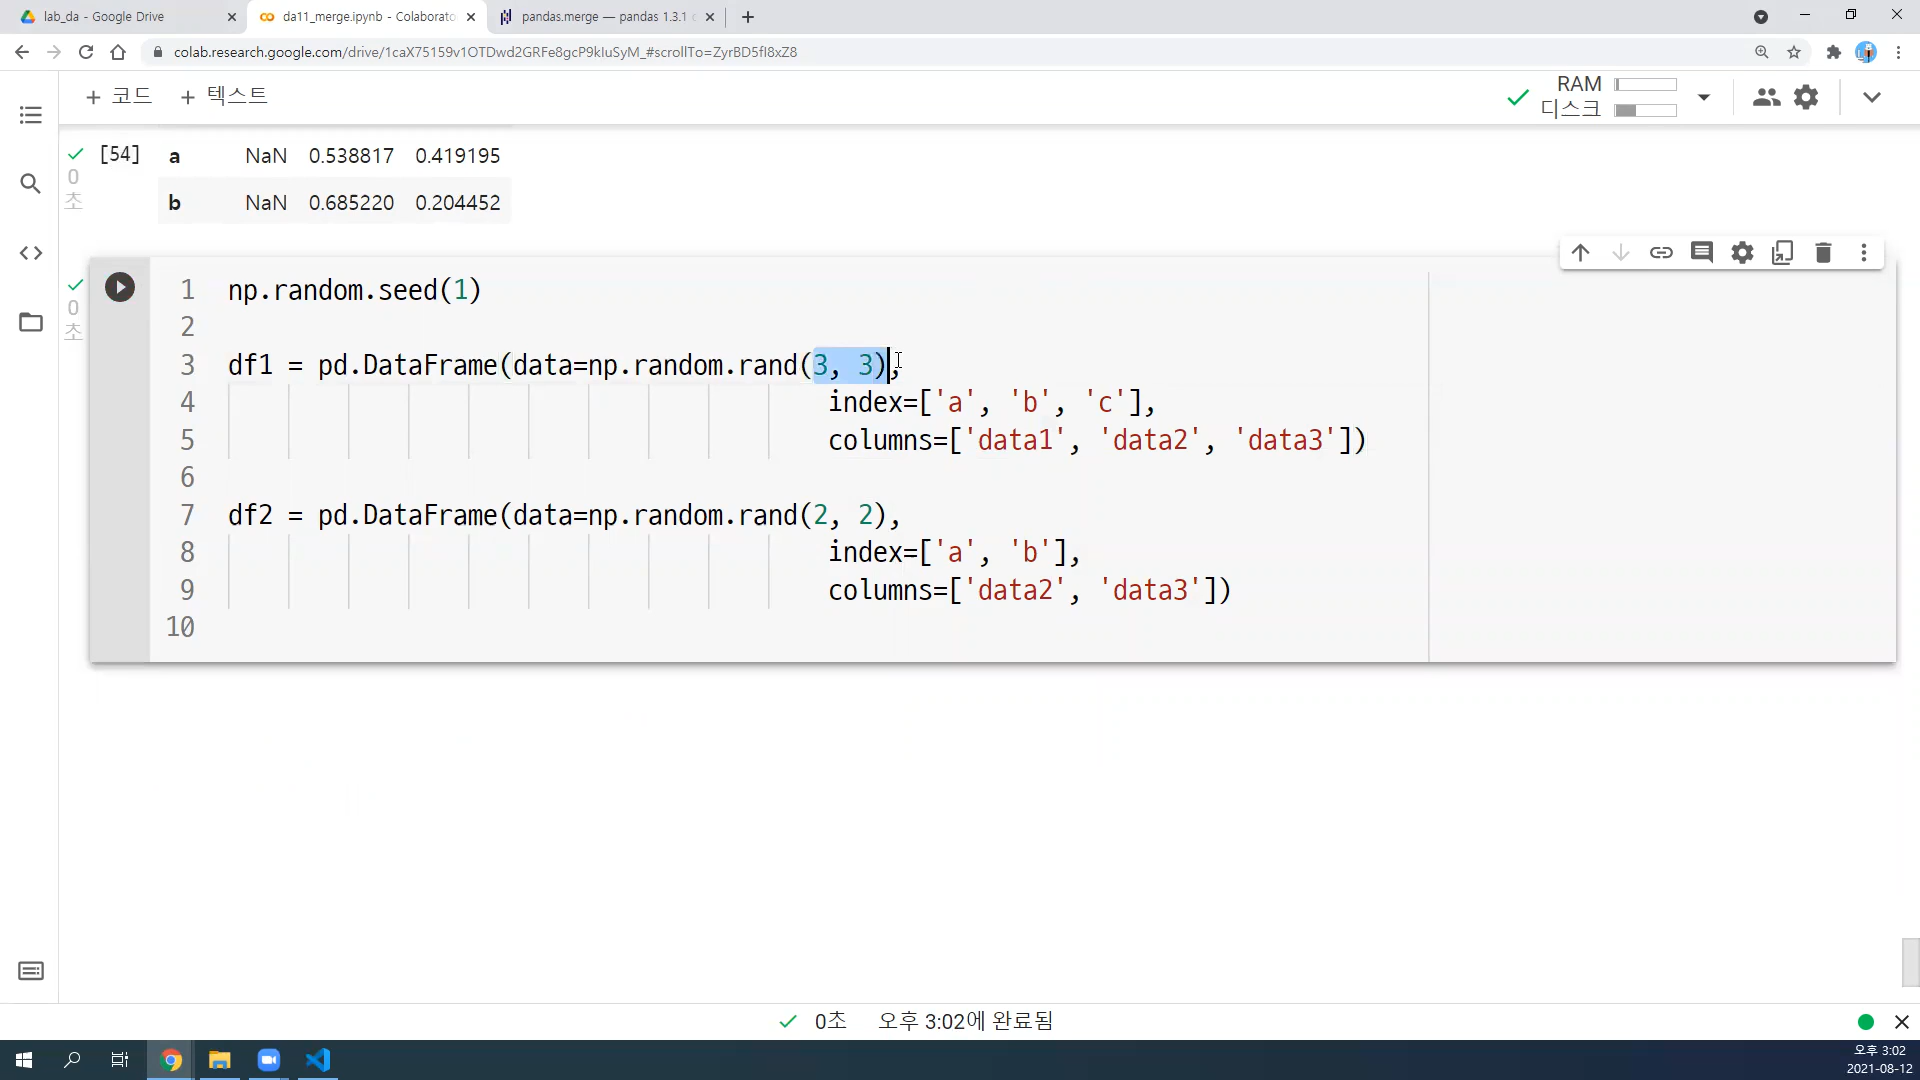 lab_da - Google Drive
da11_merge.ipynb - Colaborato
pandas.merge — pandas 1.3.1
colab.research.google.com/drive/1caX75159v1OTDwd2GRFe8gcP9kIuSyM_#scrollTo=ZyrBD5fI8xZ8
+ 코드 + 텍스트
RAM
디스크
[54] a NaN 0.538817 0.419195
0
초
b NaN 0.685220 0.204452
0
초
1 np.random.seed(1)
2
3 df1 = pd.DataFrame(data=np.random.rand(3, 3),
4 index=['a', 'b', 'c'],
5 columns=['data1', 'data2', 'data3'])
6
7 df2 = pd.DataFrame(data=np.random.rand(2, 2),
8 index=['a', 'b'],
9 columns=['data2', 'data3'])
10
0초 오후 3:02에 완료됨
오후 3:02
2021-08-12